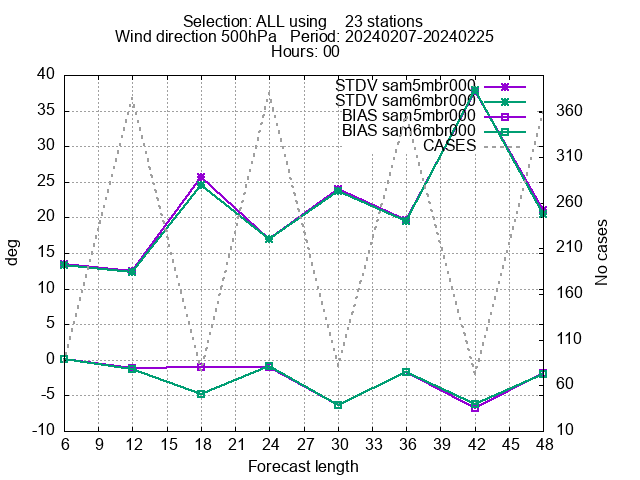 Selection: ALL using    23 stations
Wind direction 500hPa   Period: 20240207-20240225
Hours: 00
STDV sam5mbr000
STDV sam6mbr000
BIAS sam5mbr000
BIAS sam6mbr000
CASES
40
35
30
25
20
15
10
5
0
-5
-10
deg
360
310
260
210
160
110
60
10
No cases
6 9 12 15 18 21 24 27 30 33 36 39 42 45 48
Forecast length